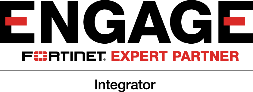 ENGAGE
FORTINET EXPERT PARTNER
Integrator